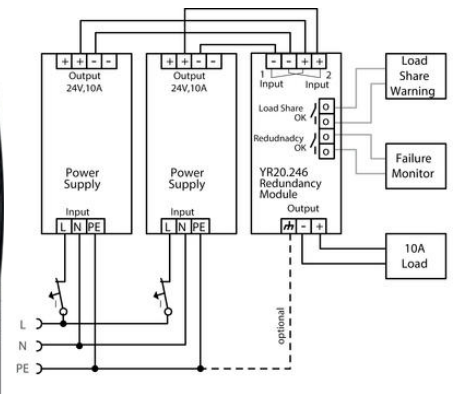 + + - -
Output
24V,10A
Power
Supply
Input
L N PE
+ + - -
Output
24V,10A
Power
Supply
Input
L N PE
- - + +
1 2
Input Input
Load Share
OK
Redudnadcy
OK
YR20.246
Redundancy
Module
Output
- +
Load
Share
Warning
Failure
Monitor
10A
Load
optional
L
N
PE